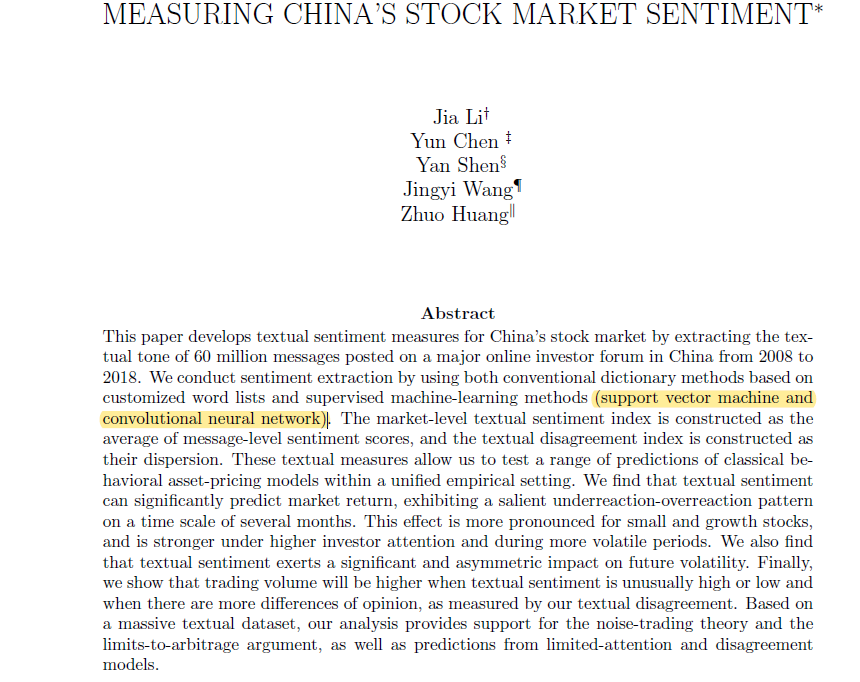 MEASURING CHINA'S STOCK MARKET SENTIMENT*
Jia Li†
Yun Chen ‡
Yan Shen§
Jingyi Wang¶
Zhuo Huang‖
Abstract
This paper develops textual sentiment measures for China's stock market by extracting the tex-
tual tone of 60 million messages posted on a major online investor forum in China from 2008 to
2018. We conduct sentiment extraction by using both conventional dictionary methods based on
customized word lists and supervised machine-learning methods (support vector machine and
convolutional neural network). The market-level textual sentiment index is constructed as the
average of message-level sentiment scores, and the textual disagreement index is constructed as
their dispersion. These textual measures allow us to test a range of predictions of classical be-
havioral asset-pricing models within a unified empirical setting. We find that textual sentiment
can significantly predict market return, exhibiting a salient underreaction-overreaction pattern
on a time scale of several months. This effect is more pronounced for small and growth stocks,
and is stronger under higher investor attention and during more volatile periods. We also find
that textual sentiment exerts a significant and asymmetric impact on future volatility. Finally,
we show that trading volume will be higher when textual sentiment is unusually high or low and
when there are more differences of opinion, as measured by our textual disagreement. Based on
a massive textual dataset, our analysis provides support for the noise-trading theory and the
limits-to-arbitrage argument, as well as predictions from limited-attention and disagreement
models.